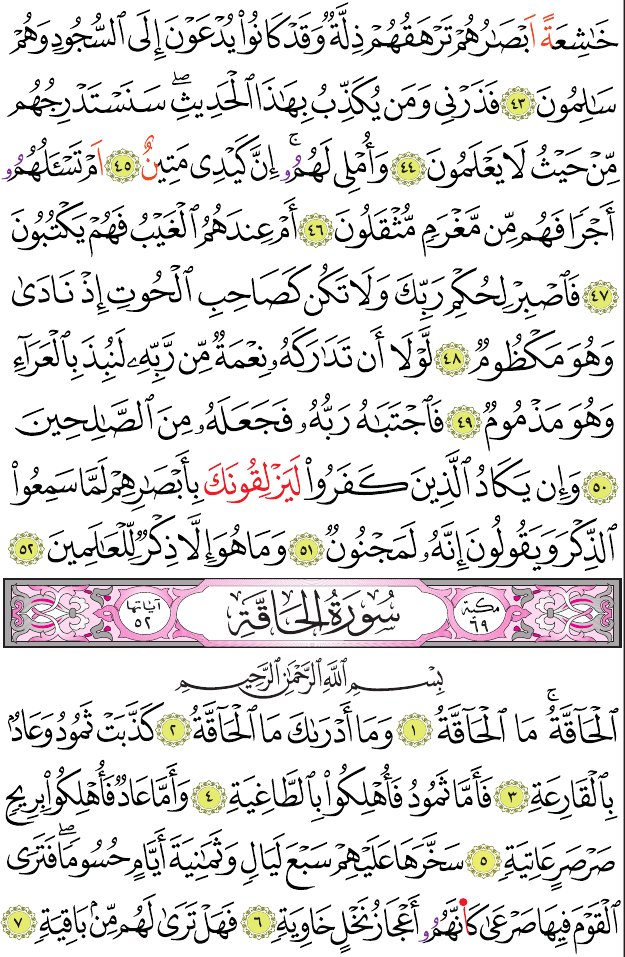 خَٰشِعَةً اَبْصَٰرُهُمْ تَرْهَقُهُمْ ذِلَّةٌ وَقَدْ كَانُوا۟ يُدْعَوْنَ إِلَى ٱلسُّجُودِ وَهُمْ
سَٰلِمُونَ ٤٣ فَذَرْنِى وَمَن يُكَذِّبُ بِهَٰذَا ٱلْحَدِيثِۖ سَنَسْتَدْرِجُهُم
مِّنْ حَيْثُ لَا يَعْلَمُونَ ٤٤ وَأُمْلِى لَهُمُۥۚ إِنَّ كَيْدِى مَتِينٌ ٤٥ اَمْ تَسْـَٔلُهُمُۥ
أَجْرًا فَهُم مِّن مَّغْرَمٍ مُّثْقَلُونَ ٤٦ أَمْ عِندَهُمُ ٱلْغَيْبُ فَهُمْ يَكْتُبُونَ
٤٧ فَٱصْبِرْ لِحُكْمِ رَبِّكَ وَلَا تَكُن كَصَاحِبِ ٱلْحُوتِ إِذْ نَادَىٰ
وَهُوَ مَكْظُومٌ ٤٨ لَّوْلَا أَن تَدَٰرَكَهُۥ نِعْمَةٌ مِّن رَّبِّهِۦ لَنُبِذَ بِٱلْعَرَآءِ
وَهُوَ مَذْمُومٌ ٤٩ فَٱجْتَبَٰهُ رَبُّهُۥ فَجَعَلَهُۥ مِنَ ٱلصَّٰلِحِينَ
٥٠ وَإِن يَكَادُ ٱلَّذِينَ كَفَرُوا۟ لَيَزْلِقُونَكَ بِأَبْصَٰرِهِمْ لَمَّا سَمِعُوا۟
ٱلذِّكْرَ وَيَقُولُونَ إِنَّهُۥ لَمَجْنُونٌ ٥١ وَمَا هُوَ إِلَّا ذِكْرٌ لِّلْعَٰلَمِينَ ٥٢
مكية ٦٩ سُورَةُ الحَاقَّةِ آياتها ٥٢
بِسْمِ ٱللَّهِ ٱلرَّحْمَٰنِ ٱلرَّحِيمِ
ٱلْحَآقَّةُۚ مَا ٱلْحَآقَّةُ ١ وَمَا أَدْرَىٰكَ مَا ٱلْحَآقَّةُ ٢ كَذَّبَتْ ثَمُودُ وَعَادٌۢ
بِٱلْقَارِعَةِ ٣ فَأَمَّا ثَمُودُ فَأُهْلِكُوا۟ بِٱلطَّاغِيَةِ ٤ وَأَمَّا عَادٌ فَأُهْلِكُوا۟ بِرِيحٍ
صَرْصَرٍ عَاتِيَةٍ ٥ سَخَّرَهَا عَلَيْهِمْ سَبْعَ لَيَالٍ وَثَمَٰنِيَةَ أَيَّامٍ حُسُومًاۖ فَتَرَى
ٱلْقَوْمَ فِيهَا صَرْعَىٰ كَأَنَّهُمُۥ أَعْجَازُ نَخْلٍ خَاوِيَةٍ ٦ فَهَلْ تَرَىٰ لَهُم مِّنۢ بَاقِيَةٍ ٧